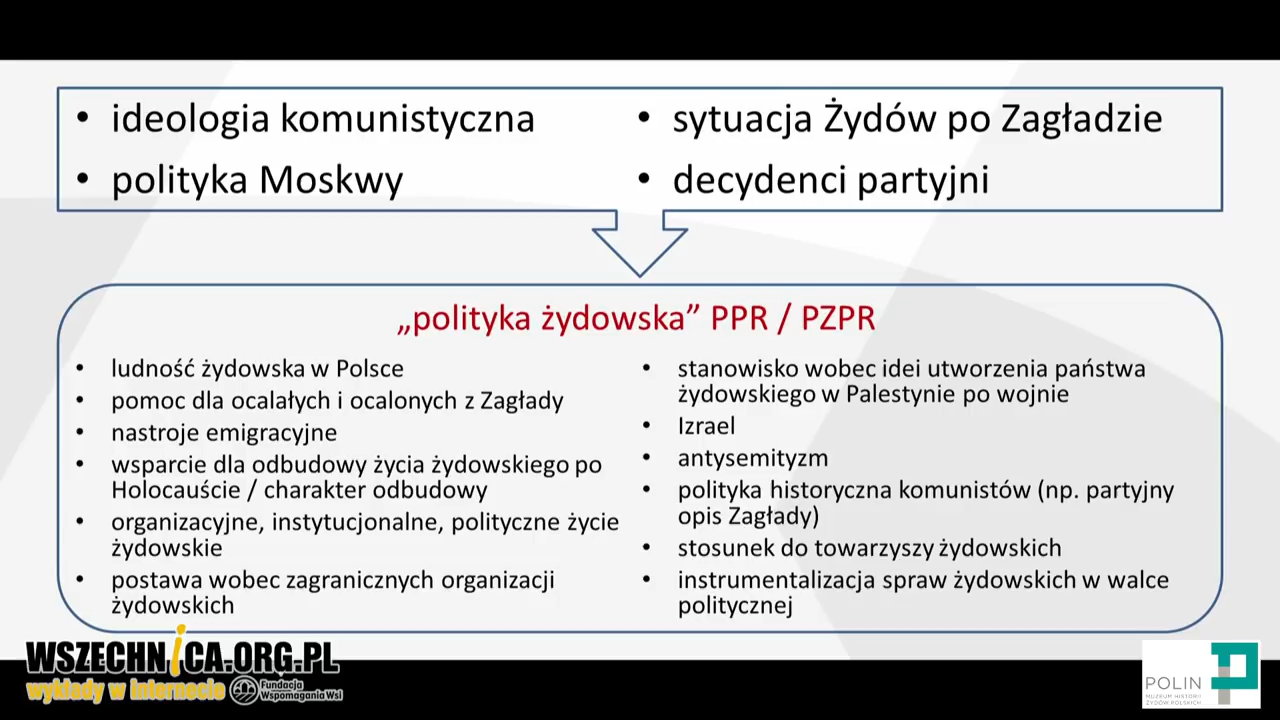 • ideologia komunistyczna
• polityka Moskwy
• sytuacja Żydów po Zagładzie
• decydenci partyjni
„polityka żydowska” PPR / PZPR
• ludność żydowska w Polsce
• pomoc dla ocalałych i ocalonych z Zagłady
• nastroje emigracyjne
• wsparcie dla odbudowy życia żydowskiego po
Holocauście / charakter odbudowy
• organizacyjne, instytucjonalne, polityczne życie
żydowskie
• postawa wobec zagranicznych organizacji
żydowskich
• stanowisko wobec idei utworzenia państwa
żydowskiego w Palestynie po wojnie
• Izrael
• antysemityzm
• polityka historyczna komunistów (np. partyjny
opis Zagłady)
• stosunek do towarzyszy żydowskich
• instrumentalizacja spraw żydowskich w walce
politycznej
WSZECHNiCA.ORG.PL
wykłady w internecie
Fundacja
Wspomagania Wsi
POLIN
MUZEUM HISTORII
ŻYDÓW POLSKICH